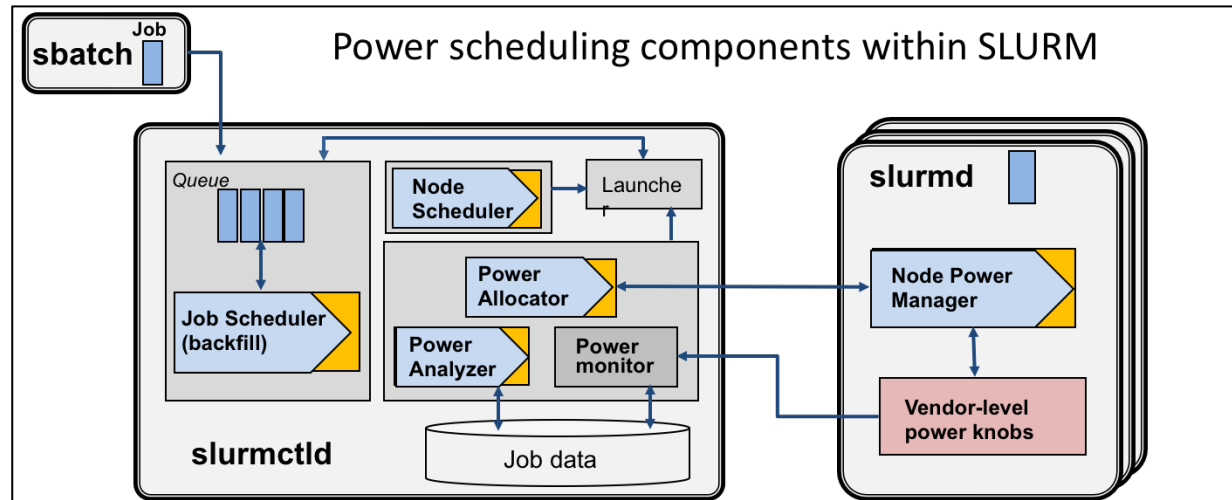 Power scheduling components within SLURM
Job
sbatch
Queue
Job Scheduler
(backfill)
Node
Scheduler
Launche
r
Power
Allocator
Power
Analyzer
Power
monitor
Job data
slurmctld
slurmd
Node Power
Manager
Vendor-level
power knobs